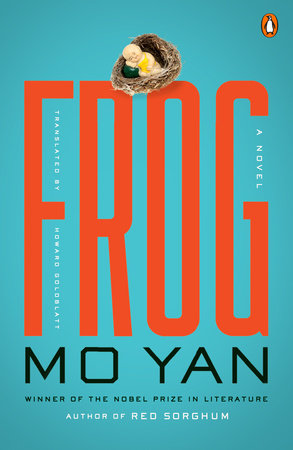 FROG
A NOVEL
TRANSLATED BY HOWARD GOLDBLATT
MO YAN
WINNER OF THE NOBEL PRIZE IN LITERATURE
AUTHOR OF RED SORGHUM